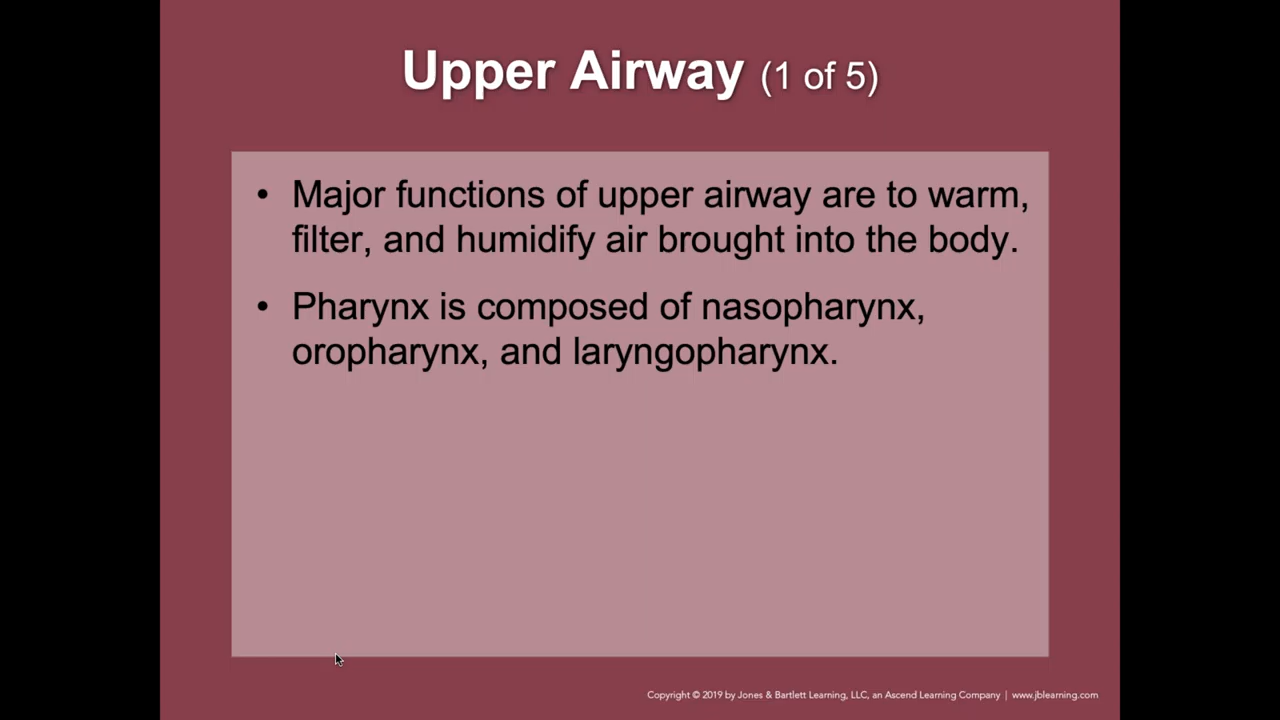 Upper Airway (1 of 5)
• Major functions of upper airway are to warm,
filter, and humidify air brought into the body.
• Pharynx is composed of nasopharynx,
oropharynx, and laryngopharynx.
Copyright © 2019 by Jones & Bartlett Learning, LLC, an Ascend Learning Company | www.jblearning.com